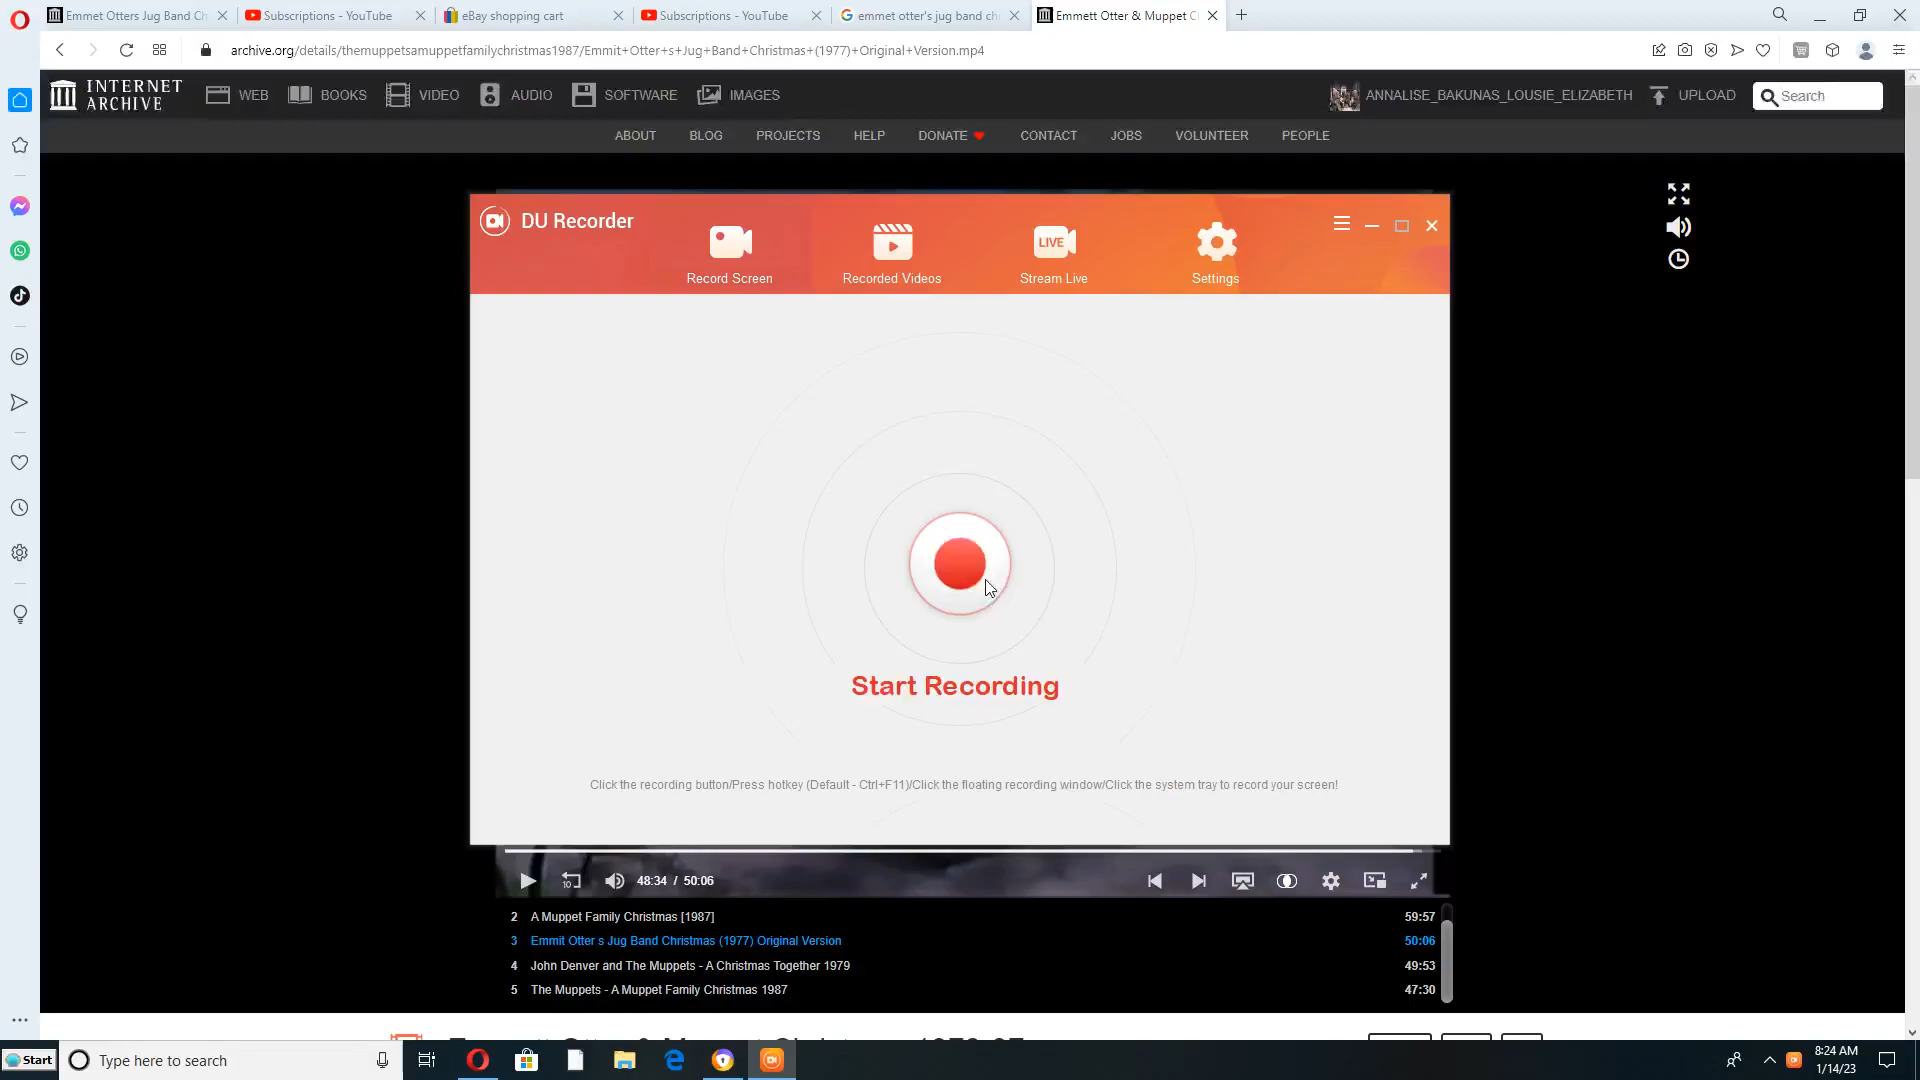 Emmet Otters Jug Band Ch
Subscriptions - YouTube
eBay shopping cart
Subscriptions - YouTube
emmet otter's jug band ch
Emmett Otter & Muppet C
archive.org/details/themuppetsamuppetfamilychristmas1987/Emmit+Otter+s+Jug+Band+Christmas+(1977)+Original+Version.mp4
INTERNET
ARCHIVE
WEB
BOOKS
VIDEO
AUDIO
SOFTWARE
IMAGES
ANNALISE_BAKUNAS_LOUSIE_ELIZABETH
UPLOAD
Search
ABOUT
BLOG
PROJECTS
HELP
DONATE
CONTACT
JOBS
VOLUNTEER
PEOPLE
DU Recorder
LIVE
Record Screen
Recorded Videos
Stream Live
Settings
Start Recording
Click the recording button/Press hotkey (Default - Ctrl+F11)/Click the floating recording window/Click the system tray to record your screen!
10
48:34 / 50:06
2 A Muppet Family Christmas [1987] 59:57
3 Emmit Otter s Jug Band Christmas (1977) Original Version 50:06
4 John Denver and The Muppets - A Christmas Together 1979 49:53
5 The Muppets - A Muppet Family Christmas 1987 47:30
Start
Type here to search
8:24 AM
1/14/23